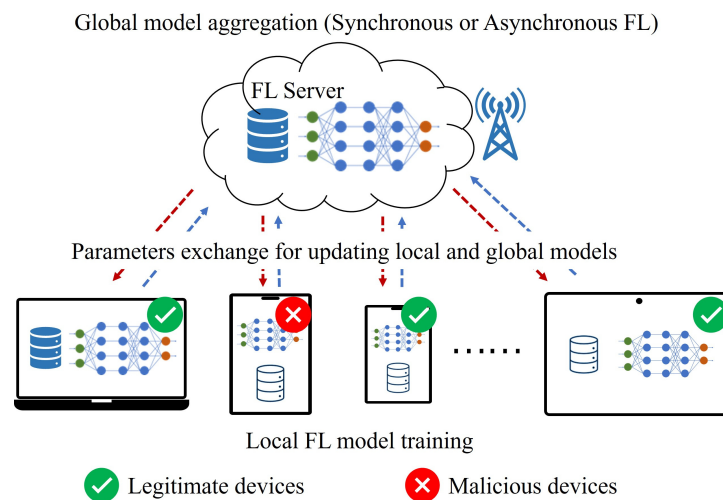 Global model aggregation (Synchronous or Asynchronous FL)
FL Server
Parameters exchange for updating local and global models
......
Local FL model training
Legitimate devices
Malicious devices